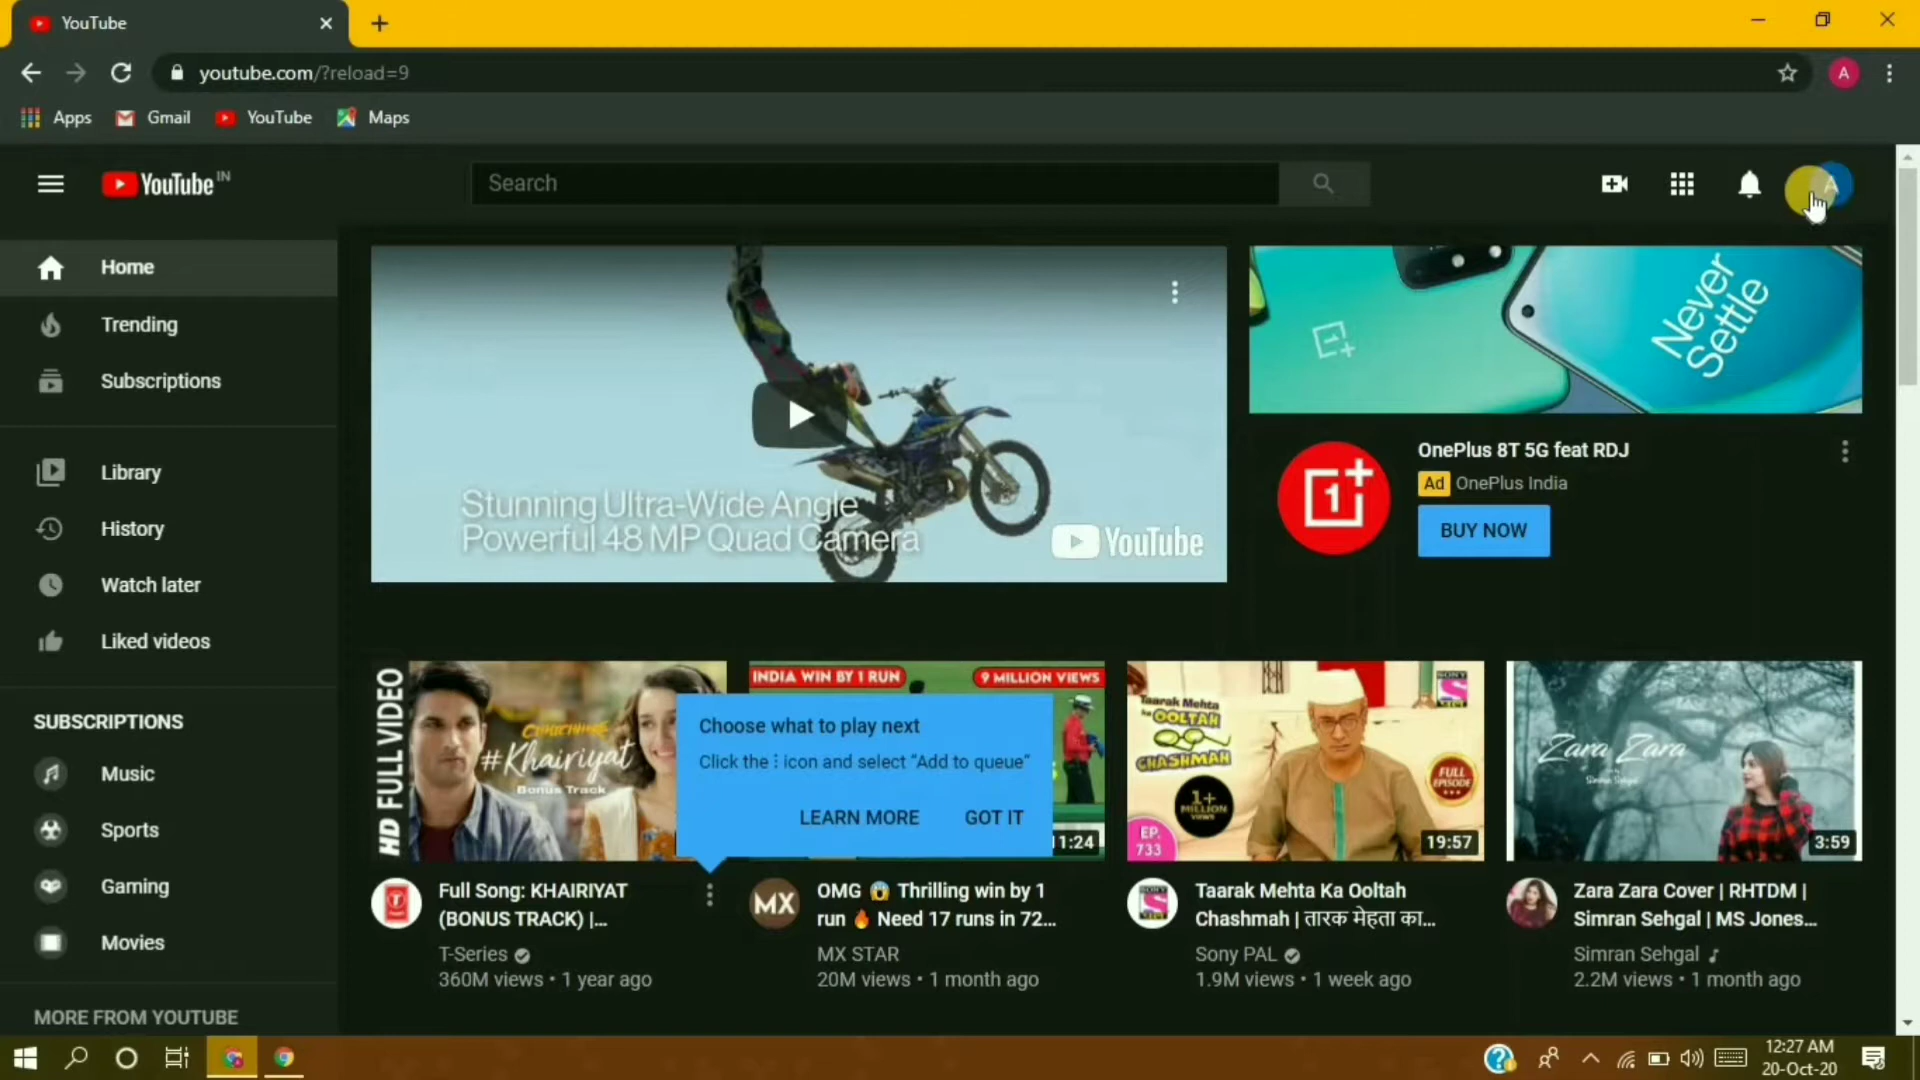 YouTube
youtube.com/?reload=9
A
Apps
Gmail
YouTube
Maps
YouTube IN
Search
A
Home
Trending
Subscriptions
Library
History
Watch later
Liked videos
SUBSCRIPTIONS
Music
Sports
Gaming
Movies
MORE FROM YOUTUBE
Stunning Ultra-Wide Angle
Powerful 48 MP Quad Camera
YouTube
Never
Settle
OnePlus 8T 5G feat RDJ
Ad OnePlus India
BUY NOW
HD FULL VIDEO
CHHICHHORE
#Khairiyat
Bonus Track
INDIA WIN BY 1 RUN
9 MILLION VIEWS
11:24
Choose what to play next
Click the ⋮ icon and select "Add to queue"
LEARN MORE
GOT IT
Taarak Mehta
Ka OOLTAH
CHASHMAH
1+
MILLION
VIEWS
EP.
733
SONY
FULL
EPISODE
19:57
Zara Zara
Simran Sehgal
3:59
Full Song: KHAIRIYAT
(BONUS TRACK) |...
T-Series
360M views • 1 year ago
MX
OMG 😱 Thrilling win by 1
run 🔥 Need 17 runs in 72...
MX STAR
20M views • 1 month ago
Taarak Mehta Ka Ooltah
Chashmah | तारक मेहता का...
Sony PAL
1.9M views • 1 week ago
Zara Zara Cover | RHTDM |
Simran Sehgal | MS Jones...
Simran Sehgal
2.2M views • 1 month ago
12:27 AM
20-Oct-20